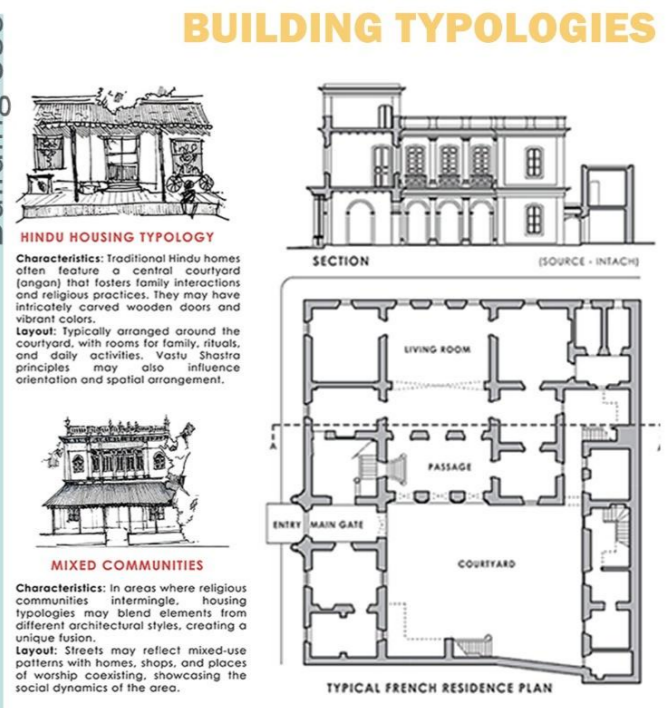 BUILDING TYPOLOGIES
HINDU HOUSING TYPOLOGY
Characteristics: Traditional Hindu homes
often feature a central courtyard
(angan) that fosters family interactions
and religious practices. They may have
intricately carved wooden doors and
vibrant colors.
Layout: Typically arranged around the
courtyard, with rooms for family, rituals,
and daily activities. Vastu Shastra
principles may also influence
orientation and spatial arrangement.
MIXED COMMUNITIES
Characteristics: In areas where religious
communities intermingle, housing
typologies may blend elements from
different architectural styles, creating a
unique fusion.
Layout: Streets may reflect mixed-use
patterns with homes, shops, and places
of worship coexisting, showcasing the
social dynamics of the area.
SECTION
(SOURCE - INTACH)
LIVING ROOM
A
PASSAGE
ENTRY MAIN GATE
COURTYARD
TYPICAL FRENCH RESIDENCE PLAN